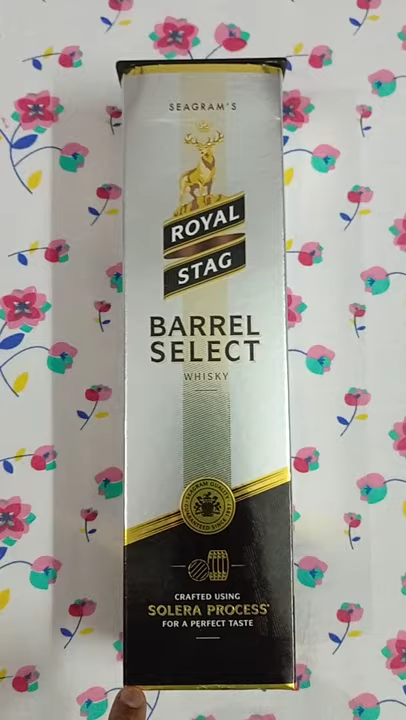 SEAGRAM'S
ROYAL
STAG
BARREL
SELECT
WHISKY
CRAFTED USING
SOLERA PROCESS
FOR A PERFECT TASTE